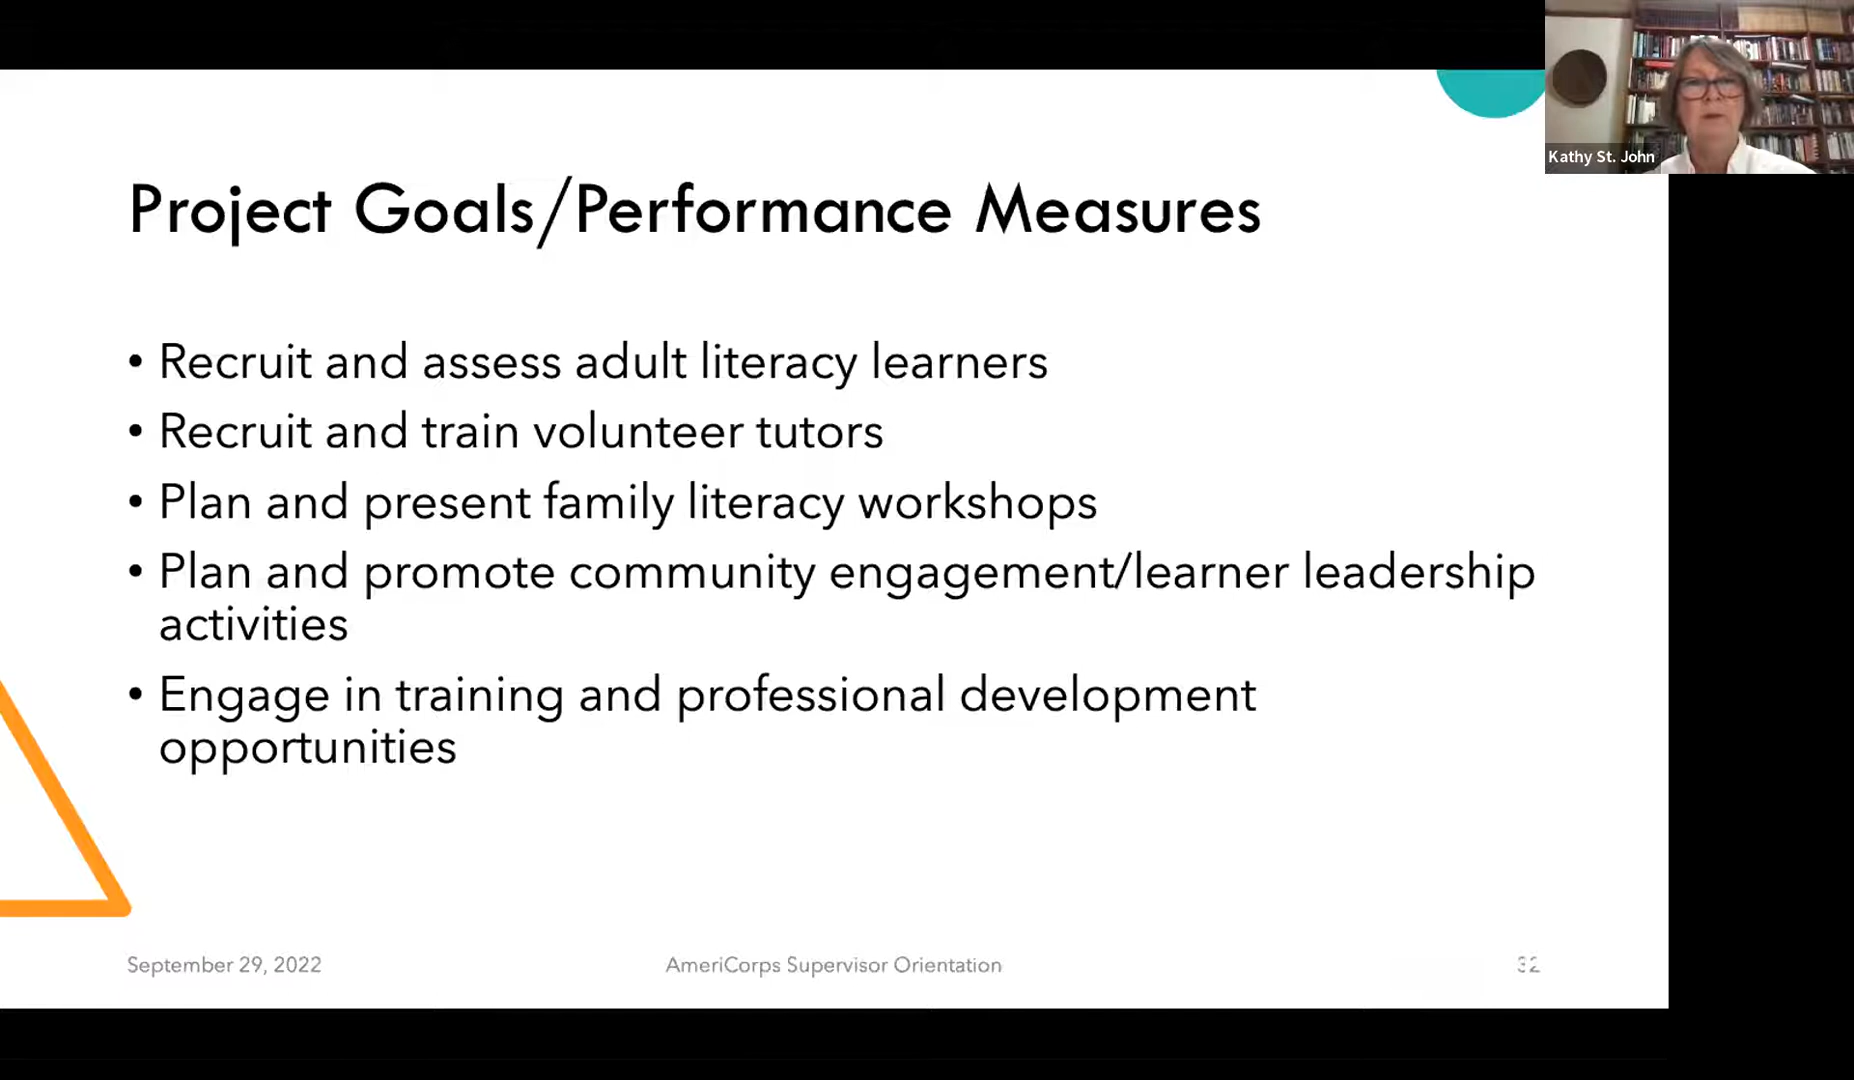 Kathy St. John
Project Goals/Performance Measures
• Recruit and assess adult literacy learners
• Recruit and train volunteer tutors
• Plan and present family literacy workshops
• Plan and promote community engagement/learner leadership
activities
• Engage in training and professional development
opportunities
September 29, 2022
AmeriCorps Supervisor Orientation
32